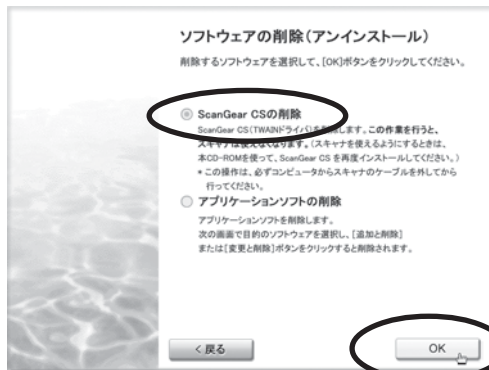 ソフトウェアの削除(アンインストール)
削除するソフトウェアを選択して、[OK]ボタンをクリックしてください。
ScanGear CSの削除
ScanGear CS(TWAINドライバ)を削除します。この作業を行うと、
スキャナは使えなくなります。(スキャナを使えるようにするときは、
本CD-ROMを使って、ScanGear CS を再度インストールしてください。)
* この操作は、必ずコンピュータからスキャナのケーブルを外してから
行ってください。
アプリケーションソフトの削除
アプリケーションソフトを削除します。
次の画面で目的のソフトウェアを選択し、[追加と削除]
または[変更と削除]ボタンをクリックすると削除されます。
< 戻る
OK